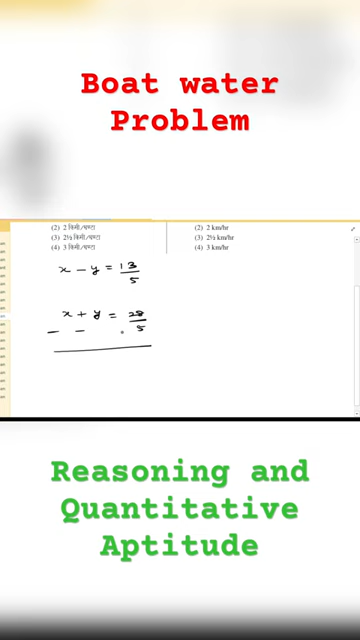 Boat water
Problem
(2) 2 किमी/घण्टा
(2) 2 km/hr
(3) 2½ किमी/घण्टा
(3) 2½ km/hr
(4) 3 किमी/घण्टा
(4) 3 km/hr
x - y = 13/5
x + y = 28/5
- -
Reasoning and
Quantitative
Aptitude